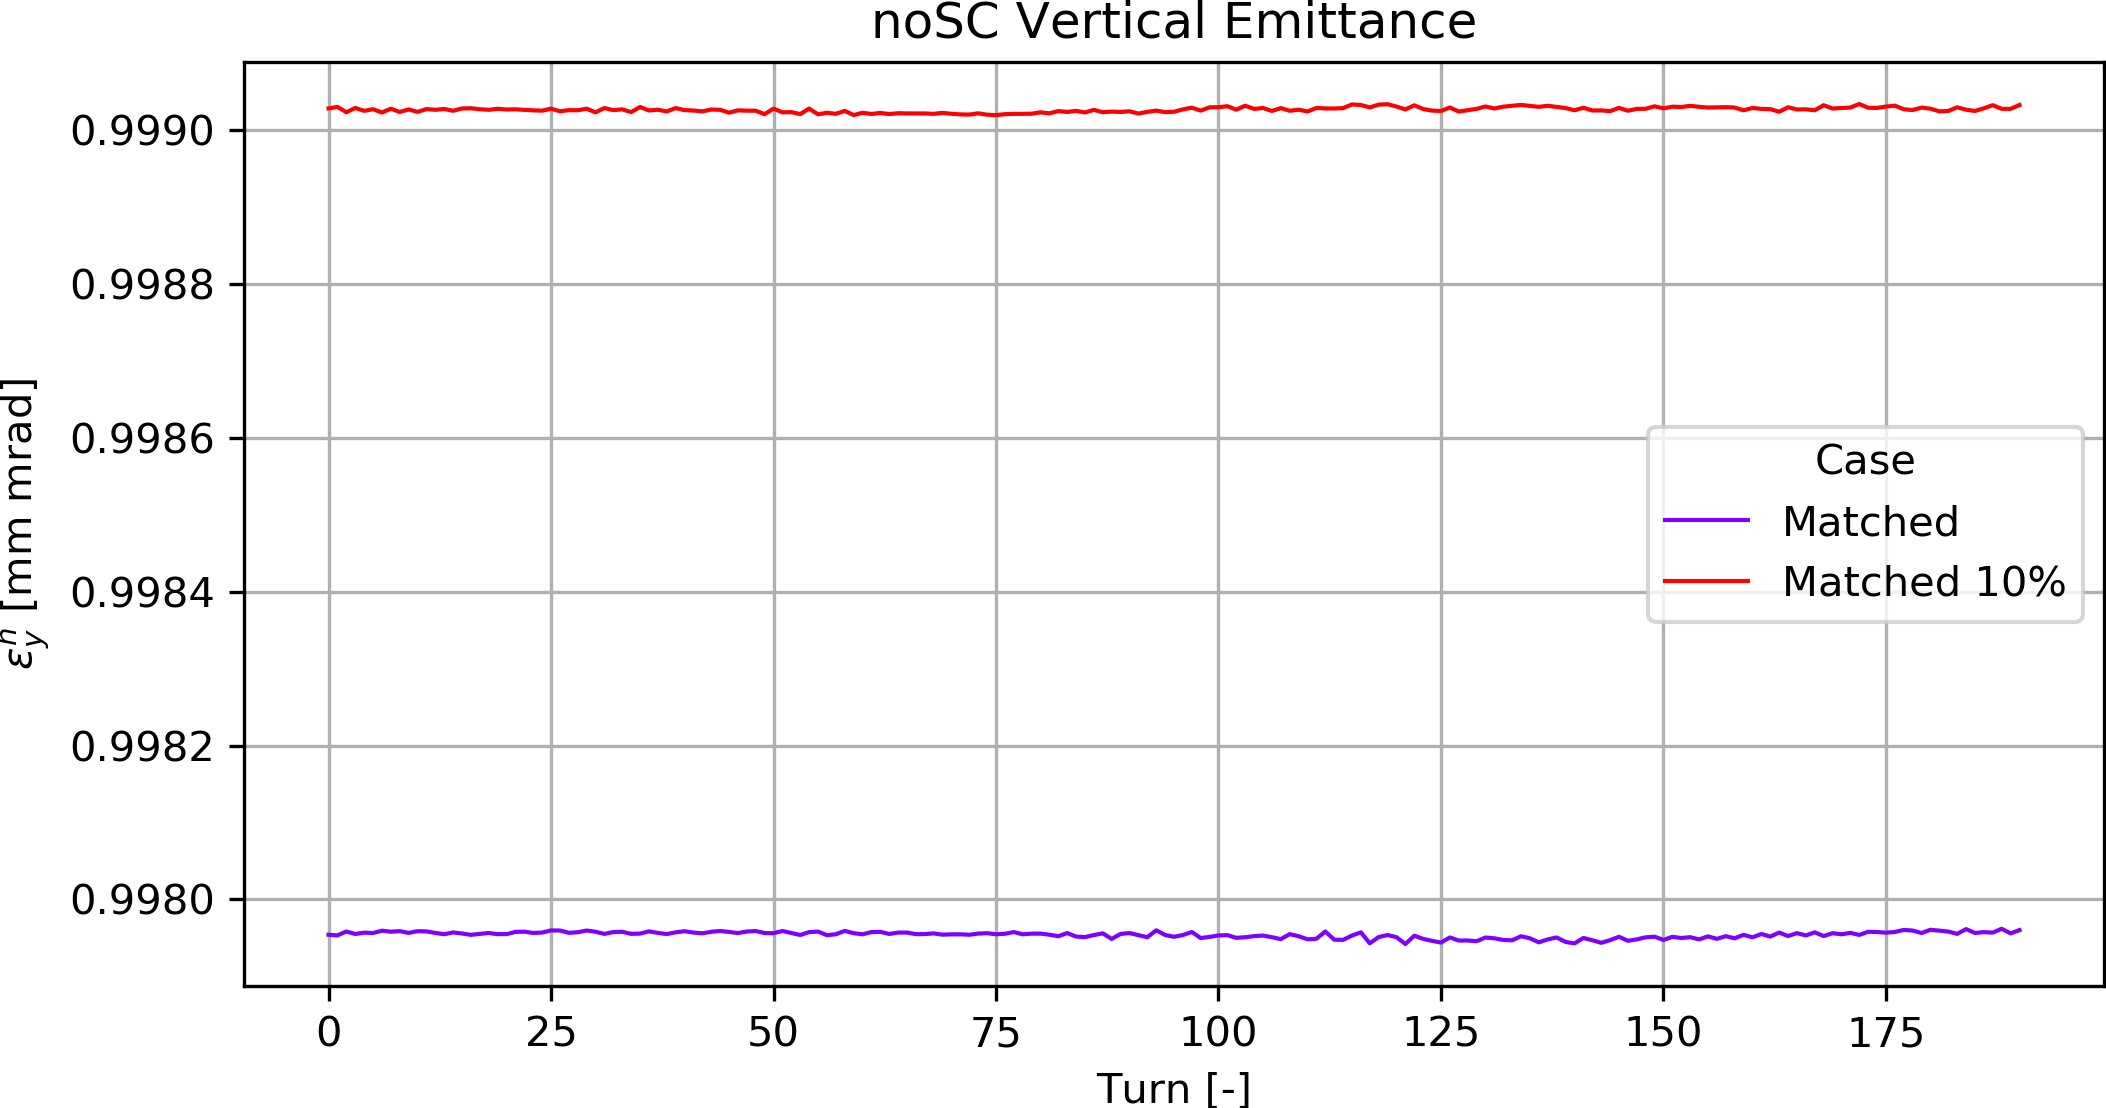 noSC Vertical Emittance
0.9990
0.9988
0.9986
0.9984
0.9982
0.9980
ε_y^n [mm mrad]
Case
Matched
Matched 10%
0 25 50 75 100 125 150 175
Turn [-]